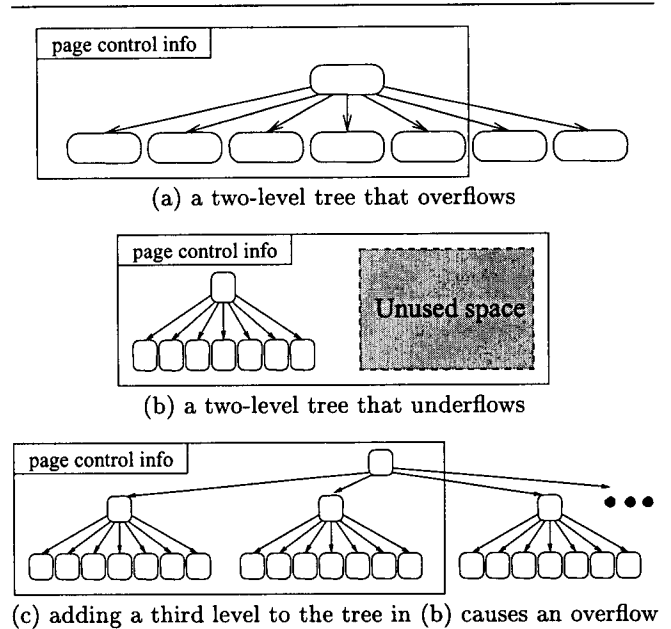 page control info
(a) a two-level tree that overflows
page control info
Unused space
(b) a two-level tree that underflows
page control info
(c) adding a third level to the tree in (b) causes an overflow